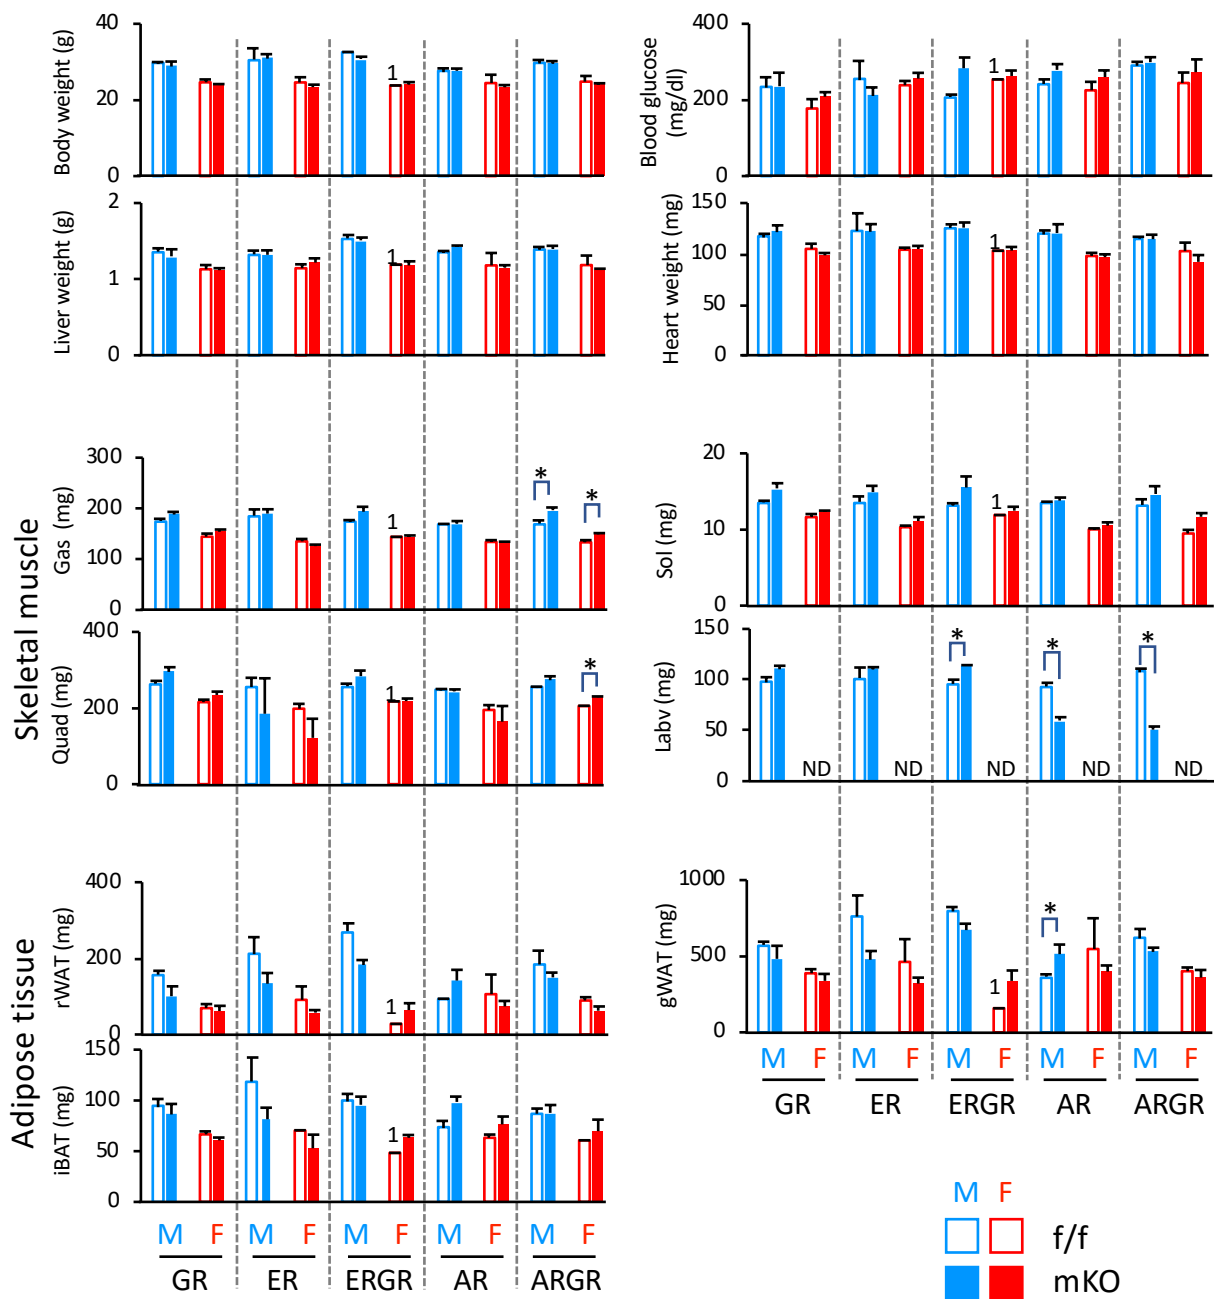 Body weight (g)
40
20
0
1
Blood glucose
(mg/dl)
400
200
0
1
Liver weight (g)
2
1
0
1
Heart weight (mg)
150
100
50
0
1
Skeletal muscle
Gas (mg)
300
200
100
0
1
*
*
Sol (mg)
20
10
0
1
Quad (mg)
400
200
0
1
*
Labv (mg)
150
100
50
0
*
*
*
ND ND ND ND ND
Adipose tissue
rWAT (mg)
400
200
0
1
gWAT (mg)
1000
500
0
1
*
M F M F M F M F M F
GR ER ERGR AR ARGR
iBAT (mg)
150
100
50
0
1
M F M F M F M F M F
GR ER ERGR AR ARGR
M F
f/f
mKO